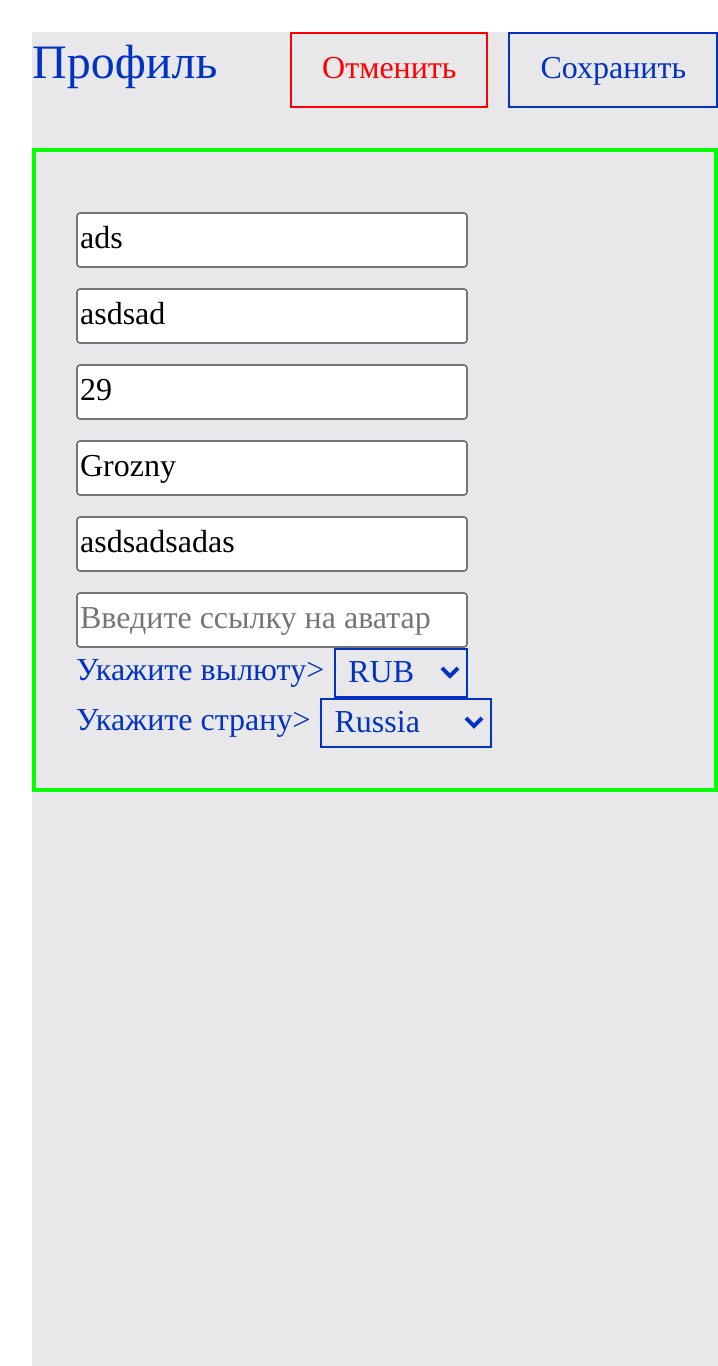 Профиль Отменить Сохранить
ads
asdsad
29
Grozny
asdsadsadas
Введите ссылку на аватар
Укажите вылюту> RUB
Укажите страну> Russia